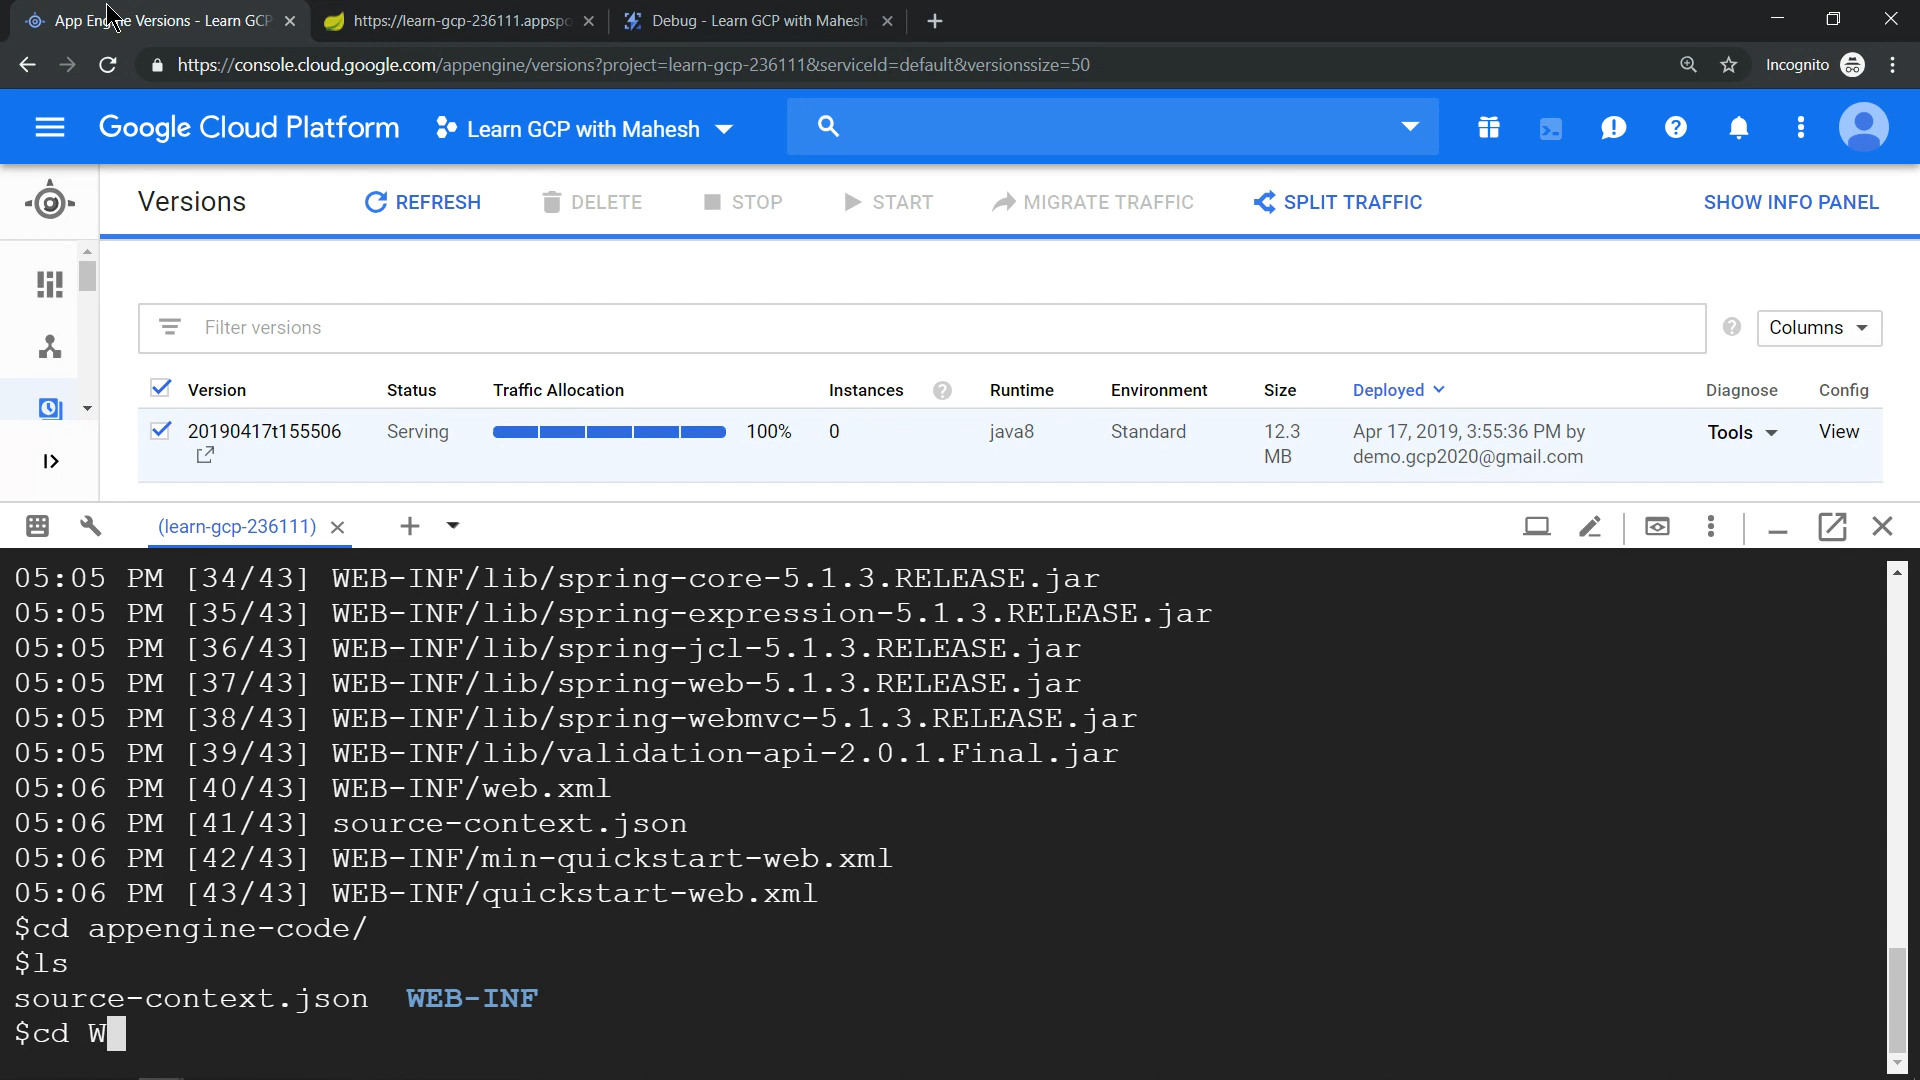 App Engine Versions - Learn GCP
https://learn-gcp-236111.appspo
Debug - Learn GCP with Mahesh
https://console.cloud.google.com/appengine/versions?project=learn-gcp-236111&serviceId=default&versionssize=50
Incognito
Google Cloud Platform
Learn GCP with Mahesh
Versions
REFRESH
DELETE
STOP
START
MIGRATE TRAFFIC
SPLIT TRAFFIC
SHOW INFO PANEL
Filter versions
Columns
Version Status Traffic Allocation Instances Runtime Environment Size Deployed Diagnose Config
20190417t155506 Serving 100% 0 java8 Standard 12.3 MB Apr 17, 2019, 3:55:36 PM by demo.gcp2020@gmail.com Tools View
(learn-gcp-236111)
05:05 PM [34/43] WEB-INF/lib/spring-core-5.1.3.RELEASE.jar
05:05 PM [35/43] WEB-INF/lib/spring-expression-5.1.3.RELEASE.jar
05:05 PM [36/43] WEB-INF/lib/spring-jcl-5.1.3.RELEASE.jar
05:05 PM [37/43] WEB-INF/lib/spring-web-5.1.3.RELEASE.jar
05:05 PM [38/43] WEB-INF/lib/spring-webmvc-5.1.3.RELEASE.jar
05:05 PM [39/43] WEB-INF/lib/validation-api-2.0.1.Final.jar
05:06 PM [40/43] WEB-INF/web.xml
05:06 PM [41/43] source-context.json
05:06 PM [42/43] WEB-INF/min-quickstart-web.xml
05:06 PM [43/43] WEB-INF/quickstart-web.xml
$cd appengine-code/
$ls
source-context.json WEB-INF
$cd W